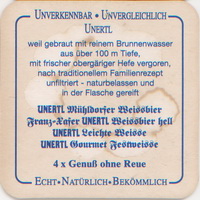 Unverkennbar • Unvergleichlich
Unertl
weil gebraut mit reinem Brunnenwasser
aus über 100 m Tiefe,
mit frischer obergäriger Hefe vergoren,
nach traditionellem Familienrezept
unfiltriert - naturbelassen und
in der Flasche gereift
UNERTL Mühldorfer Weissbier
Franz-Xaver UNERTL Weissbier hell
UNERTL Leichte Weisse
UNERTL Gourmet Festweisse
4 x Genuß ohne Reue
Echt•Natürlich•Bekömmlich